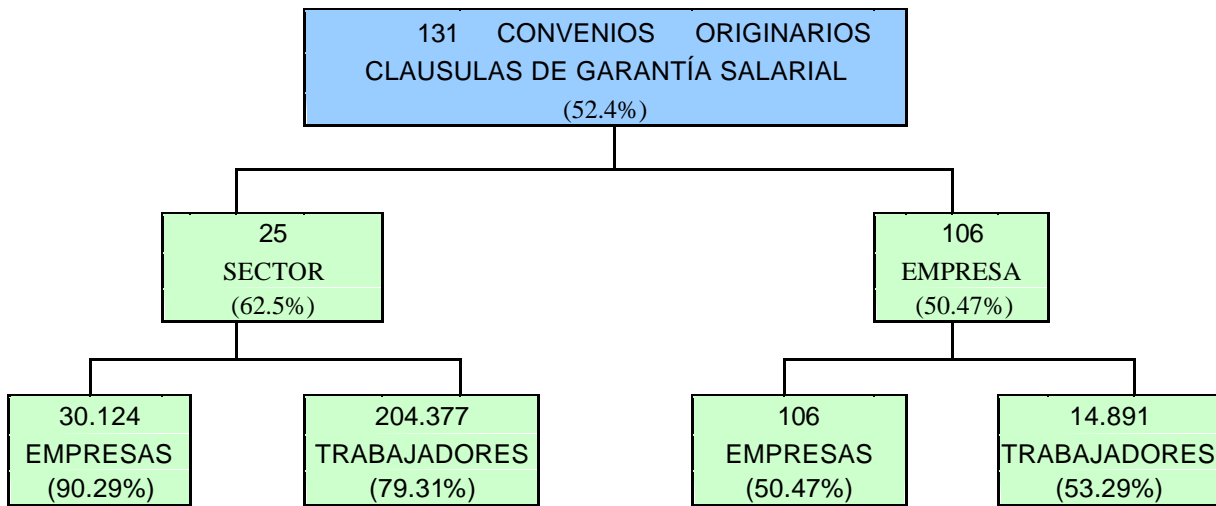 131 CONVENIOS ORIGINARIOS
CLAUSULAS DE GARANTÍA SALARIAL
(52.4%)
25
SECTOR
(62.5%)
106
EMPRESA
(50.47%)
30.124
EMPRESAS
(90.29%)
204.377
TRABAJADORES
(79.31%)
106
EMPRESAS
(50.47%)
14.891
TRABAJADORES
(53.29%)